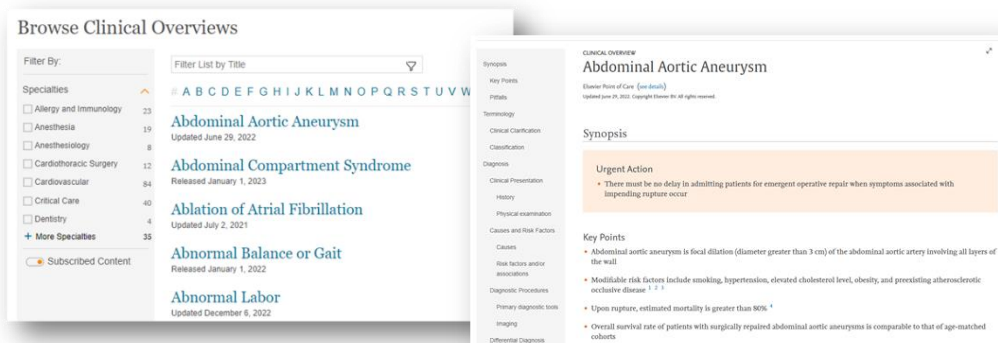 Browse Clinical Overviews
Filter By:
Specialties
Allergy and Immunology 23
Anesthesia 19
Anesthesiology 8
Cardiothoracic Surgery 12
Cardiovascular 84
Critical Care 40
Dentistry 4
+ More Specialties 35
Subscribed Content
Filter List by Title
# A B C D E F G H I J K L M N O P Q R S T U V W
Abdominal Aortic Aneurysm
Updated June 29, 2022
Abdominal Compartment Syndrome
Released January 1, 2023
Ablation of Atrial Fibrillation
Updated July 2, 2021
Abnormal Balance or Gait
Released January 1, 2022
Abnormal Labor
Updated December 6, 2022
Synopsis
Key Points
Pitfalls
Terminology
Clinical Clarification
Classification
Diagnosis
Clinical Presentation
History
Physical examination
Causes and Risk Factors
Causes
Risk factors and/or
associations
Diagnostic Procedures
Primary diagnostic tools
Imaging
Differential Diagnosis
CLINICAL OVERVIEW
Abdominal Aortic Aneurysm
Elsevier Point of Care (see details)
Updated June 29, 2022. Copyright Elsevier BV. All rights reserved.
Synopsis
Urgent Action
• There must be no delay in admitting patients for emergent operative repair when symptoms associated with
impending rupture occur
Key Points
• Abdominal aortic aneurysm is focal dilation (diameter greater than 3 cm) of the abdominal aortic artery involving all layers of
the wall
• Modifiable risk factors include smoking, hypertension, elevated cholesterol level, obesity, and preexisting atherosclerotic
occlusive disease 1 2 3
• Upon rupture, estimated mortality is greater than 80% 4
• Overall survival rate of patients with surgically repaired abdominal aortic aneurysms is comparable to that of age-matched
cohorts